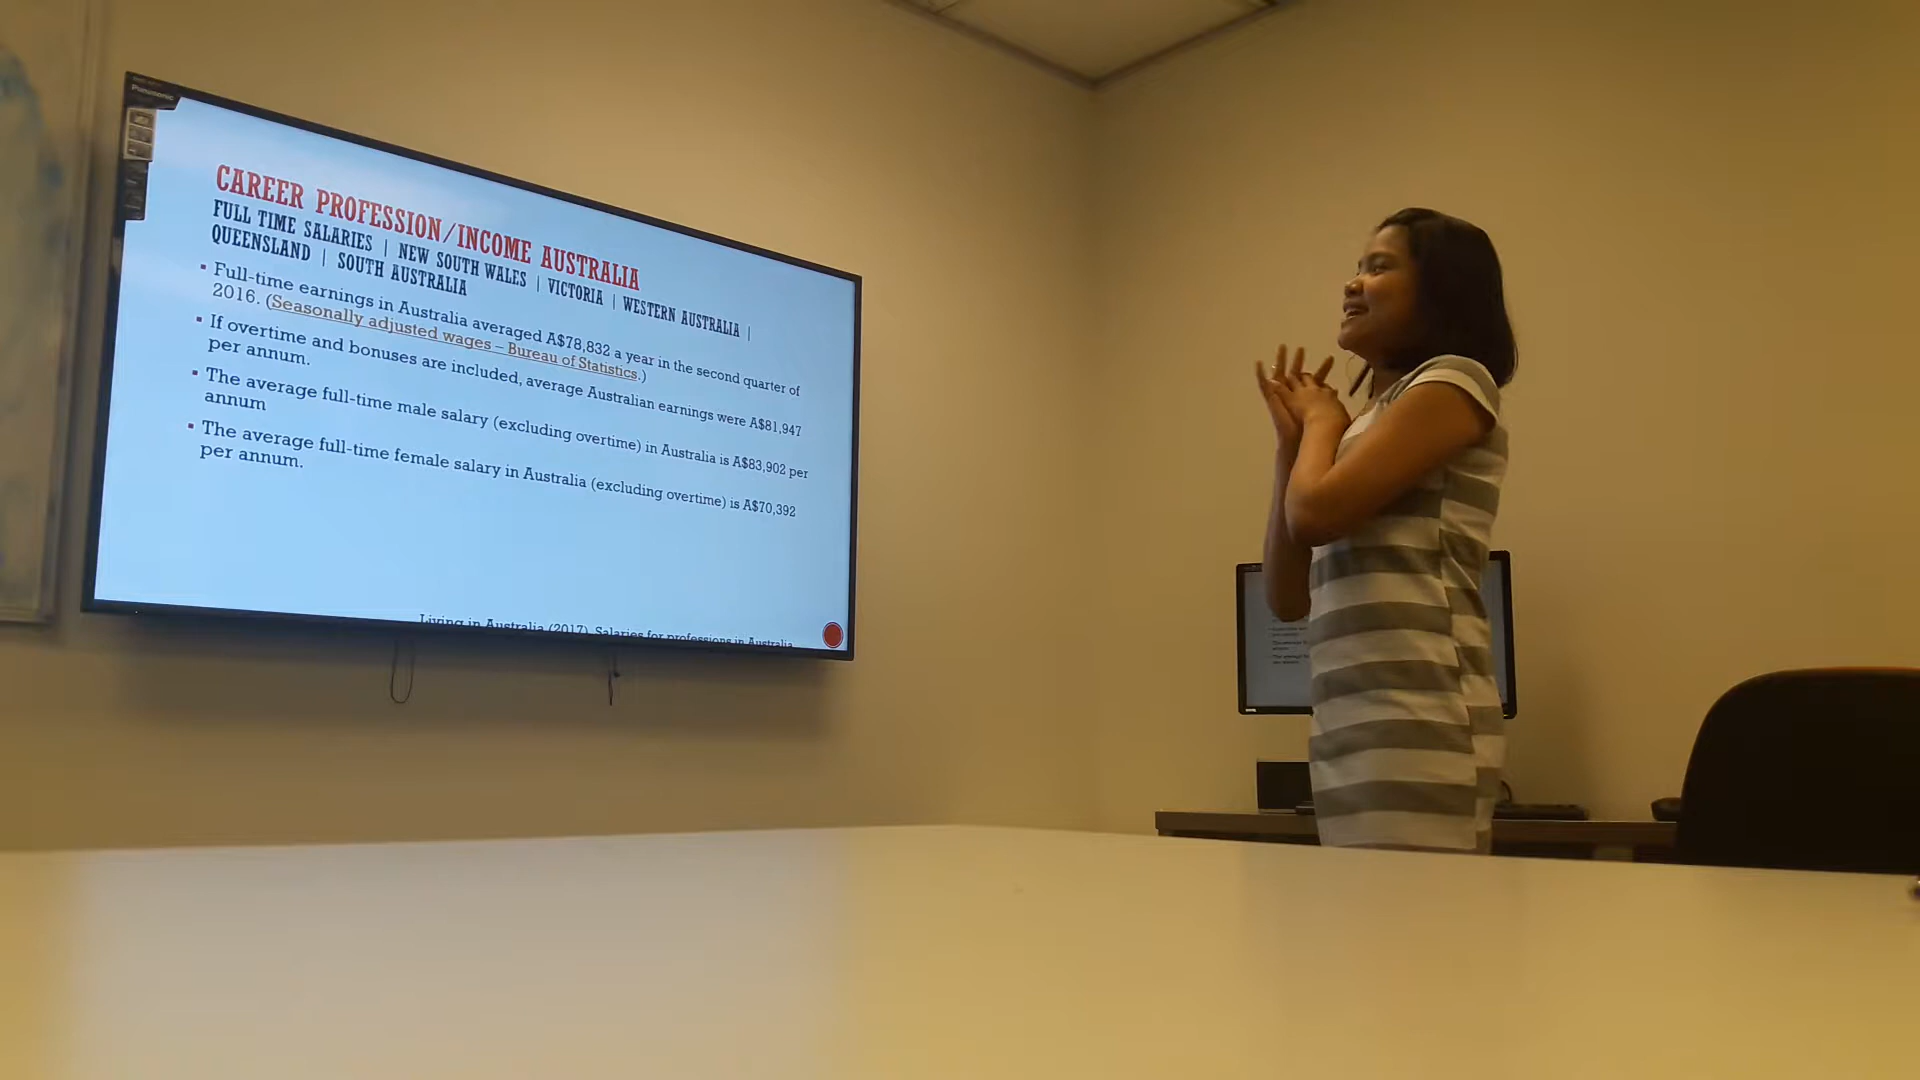 Panasonic
CAREER PROFESSION/INCOME AUSTRALIA
FULL TIME SALARIES | NEW SOUTH WALES | VICTORIA | WESTERN AUSTRALIA |
QUEENSLAND | SOUTH AUSTRALIA
▪ Full-time earnings in Australia averaged A$78,832 a year in the second quarter of
2016. (Seasonally adjusted wages – Bureau of Statistics.)
▪ If overtime and bonuses are included, average Australian earnings were A$81,947
per annum.
▪ The average full-time male salary (excluding overtime) in Australia is A$83,902 per
annum
▪ The average full-time female salary in Australia (excluding overtime) is A$70,392
per annum.
Living in Australia (2017). Salaries for professions in Australia